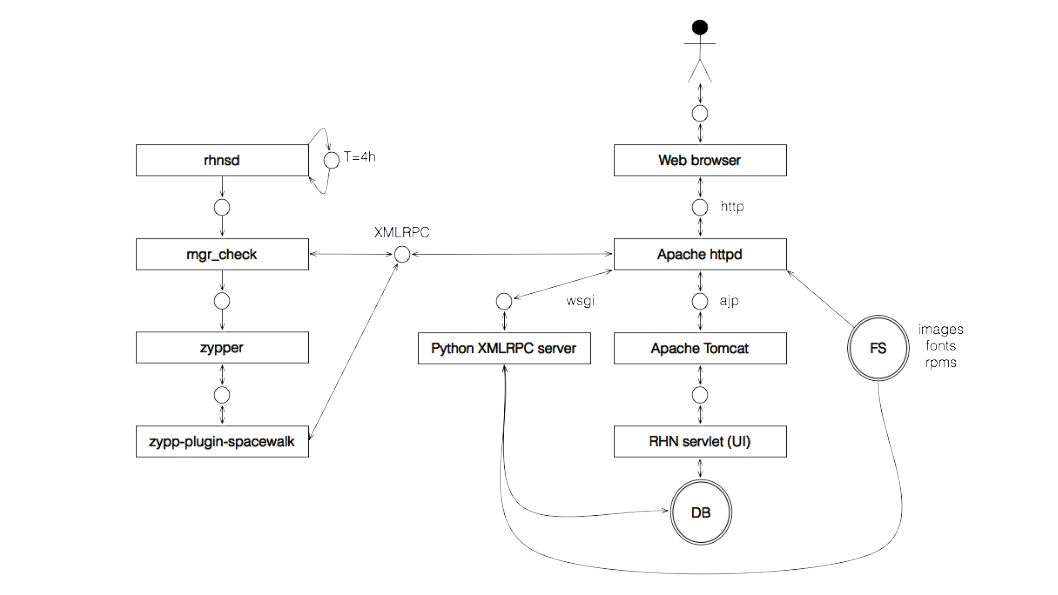 rhnsd
T=4h
Web browser
http
XMLRPC
mgr_check
Apache httpd
wsgi
ajp
images
fonts
rpms
FS
zypper
Python XMLRPC server
Apache Tomcat
zypp-plugin-spacewalk
RHN servlet (UI)
DB